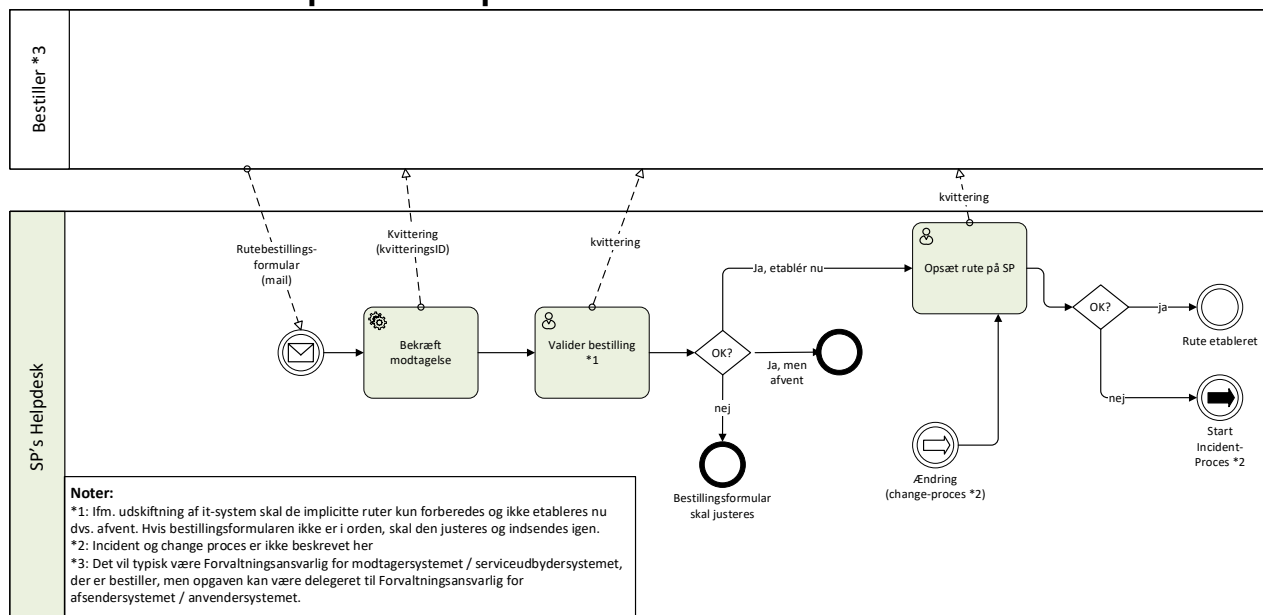 Bestiller *3
SP's Helpdesk
Rutebestillings-
formular
(mail)
Kvittering
(kvitteringsID)
kvittering
kvittering
Bekræft
modtagelse
Valider bestilling
*1
OK?
Ja, etablér nu
Ja, men
afvent
nej
Bestillingsformular
skal justeres
Opsæt rute på SP
OK?
ja
Rute etableret
nej
Start
Incident-
Proces *2
Ændring
(change-proces *2)
Noter:
*1: Ifm. udskiftning af it-system skal de implicitte ruter kun forberedes og ikke etableres nu
dvs. afvent. Hvis bestillingsformularen ikke er i orden, skal den justeres og indsendes igen.
*2: Incident og change proces er ikke beskrevet her
*3: Det vil typisk være Forvaltningsansvarlig for modtagersystemet / serviceudbydersystemet,
der er bestiller, men opgaven kan være delegeret til Forvaltningsansvarlig for
afsendersystemet / anvendersystemet.